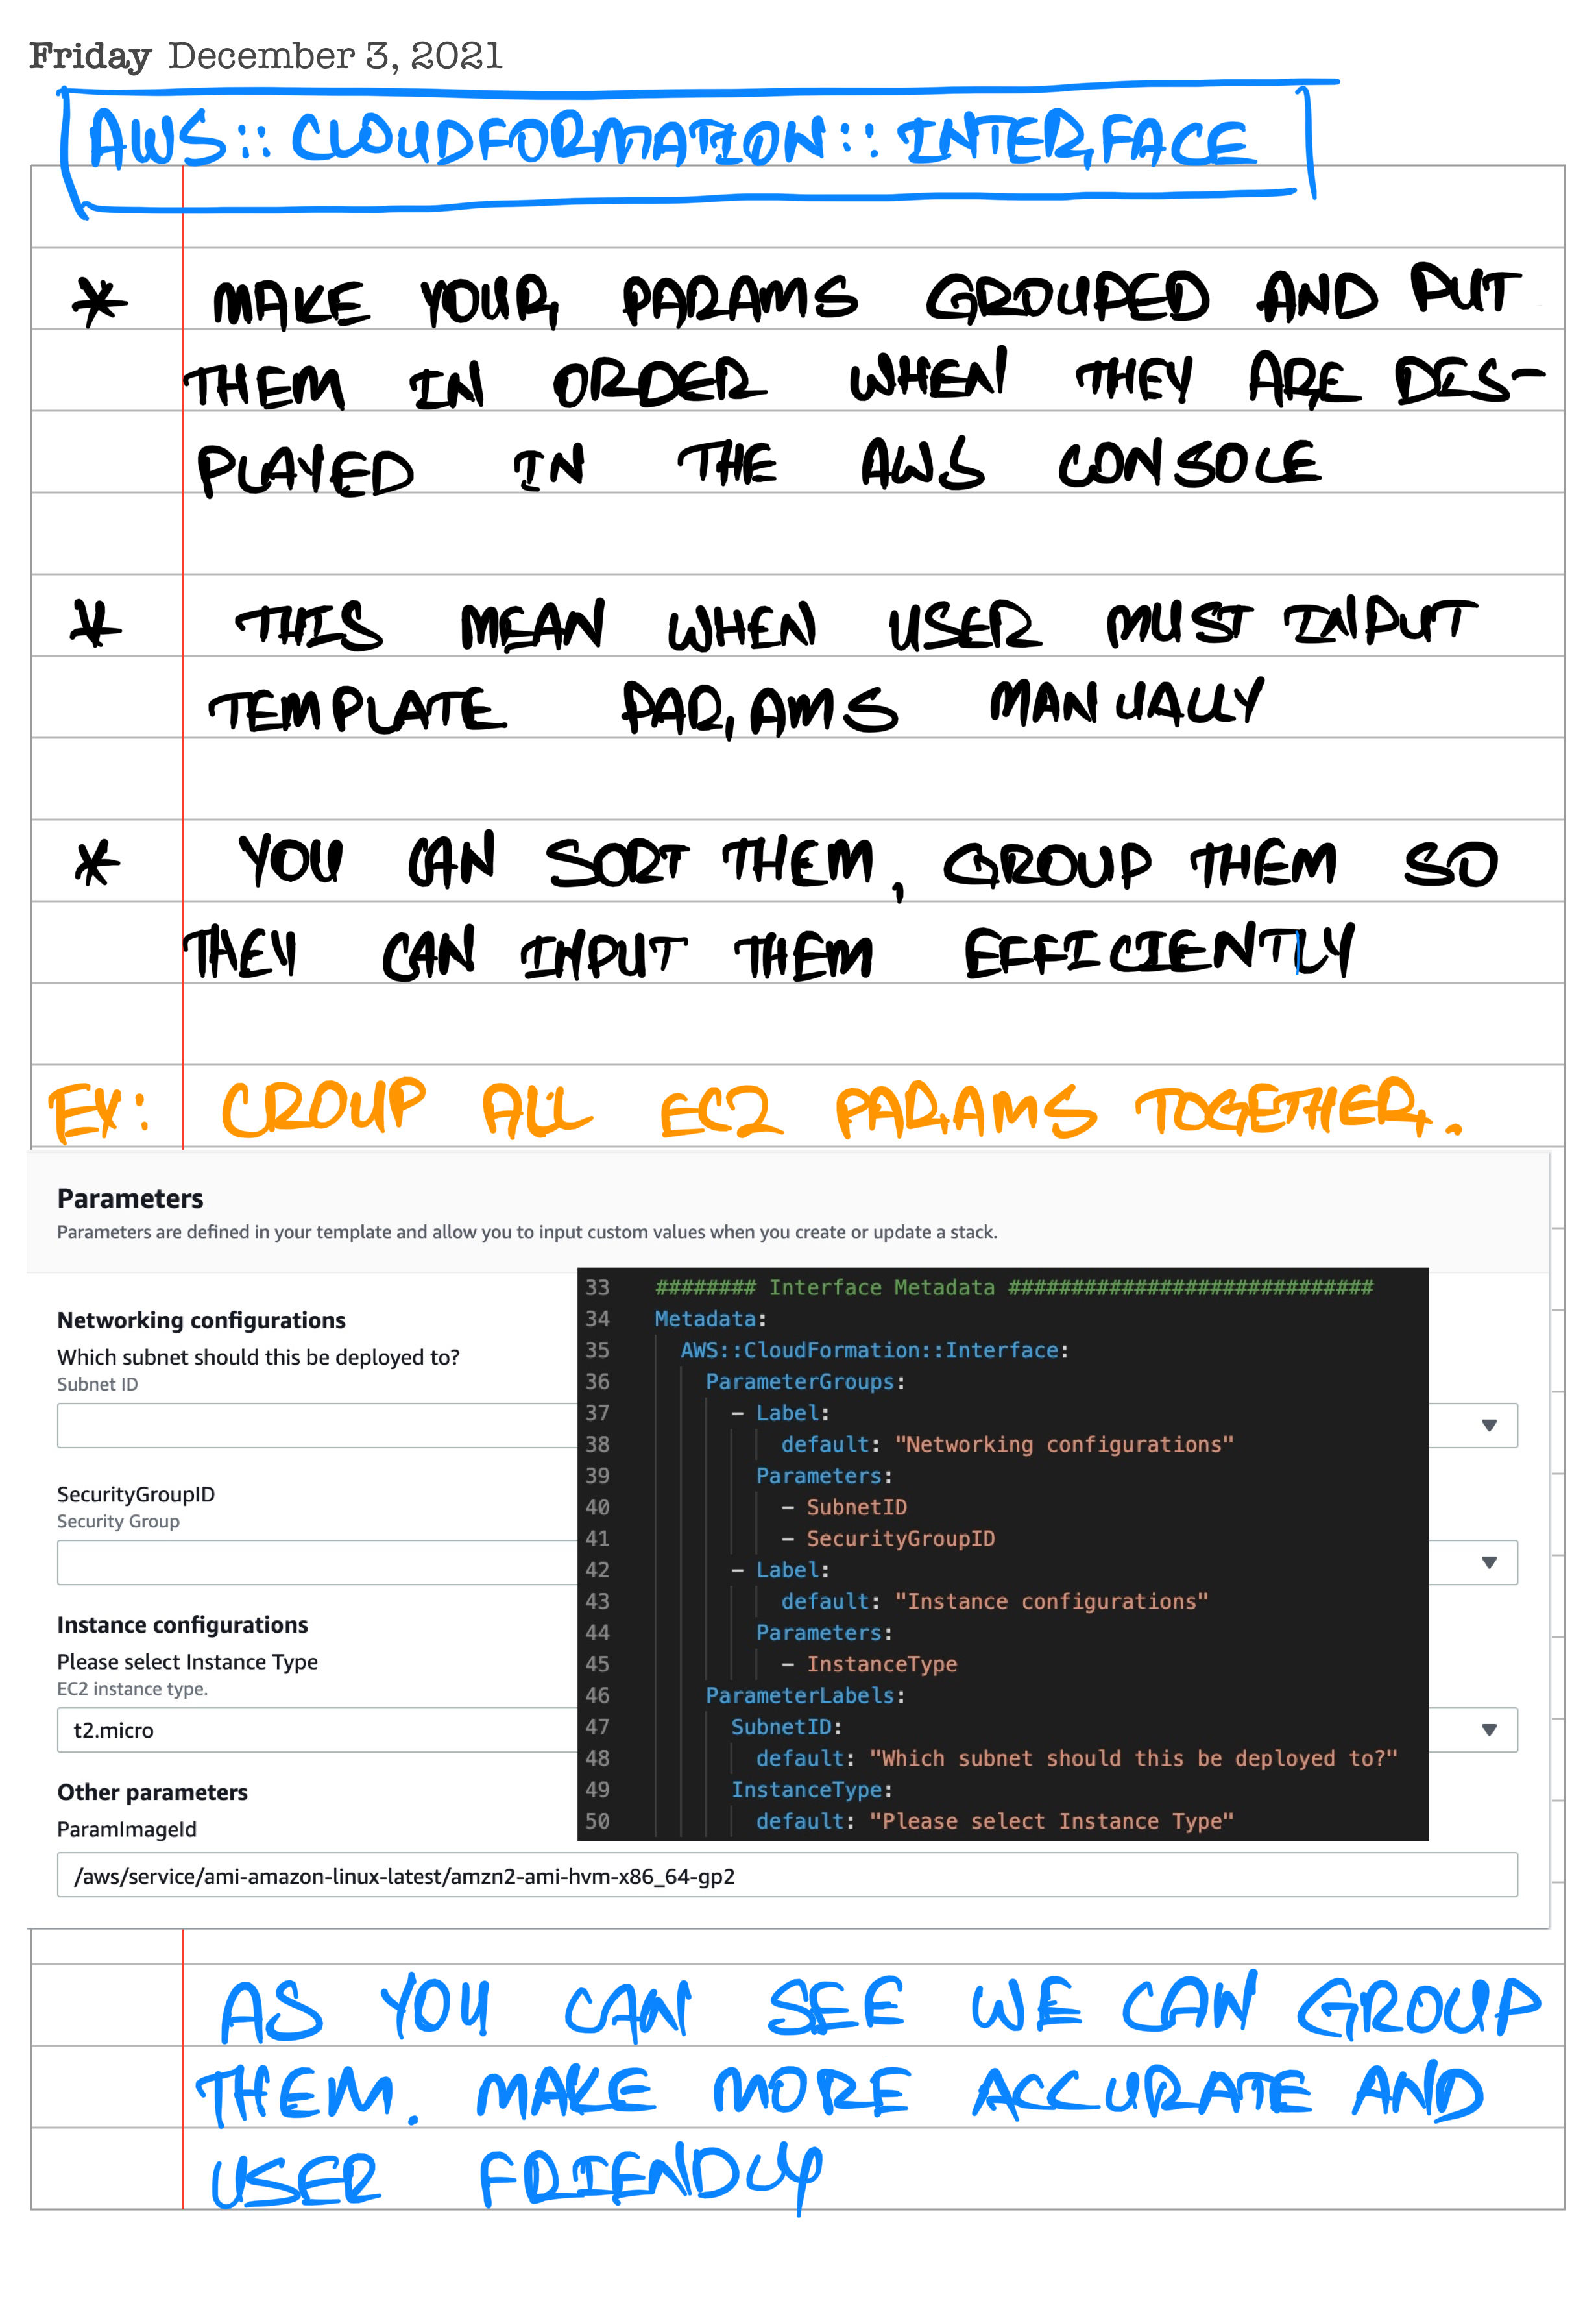 Friday December 3, 2021
AWS::CLOUDFORMATION::INTERFACE
* MAKE YOUR PARAMS GROUPED AND PUT
THEM IN ORDER WHEN THEY ARE DIS-
PLAYED IN THE AWS CONSOLE
* THIS MEAN WHEN USER MUST INPUT
TEMPLATE PARAMS MANUALLY
* YOU CAN SORT THEM, GROUP THEM SO
THEY CAN INPUT THEM EFFICIENTLY
EX: GROUP ALL EC2 PARAMS TOGETHER.
Parameters
Parameters are defined in your template and allow you to input custom values when you create or update a stack.
Networking configurations
Which subnet should this be deployed to?
Subnet ID
SecurityGroupID
Security Group
Instance configurations
Please select Instance Type
EC2 instance type.
t2.micro
Other parameters
ParamImageId
/aws/service/ami-amazon-linux-latest/amzn2-ami-hvm-x86_64-gp2
33 ######## Interface Metadata #############################
34 Metadata:
35 AWS::CloudFormation::Interface:
36 ParameterGroups:
37 - Label:
38 default: "Networking configurations"
39 Parameters:
40 - SubnetID
41 - SecurityGroupID
42 - Label:
43 default: "Instance configurations"
44 Parameters:
45 - InstanceType
46 ParameterLabels:
47 SubnetID:
48 default: "Which subnet should this be deployed to?"
49 InstanceType:
50 default: "Please select Instance Type"
AS YOU CAN SEE WE CAN GROUP
THEM. MAKE MORE ACCURATE AND
USER FRIENDLY